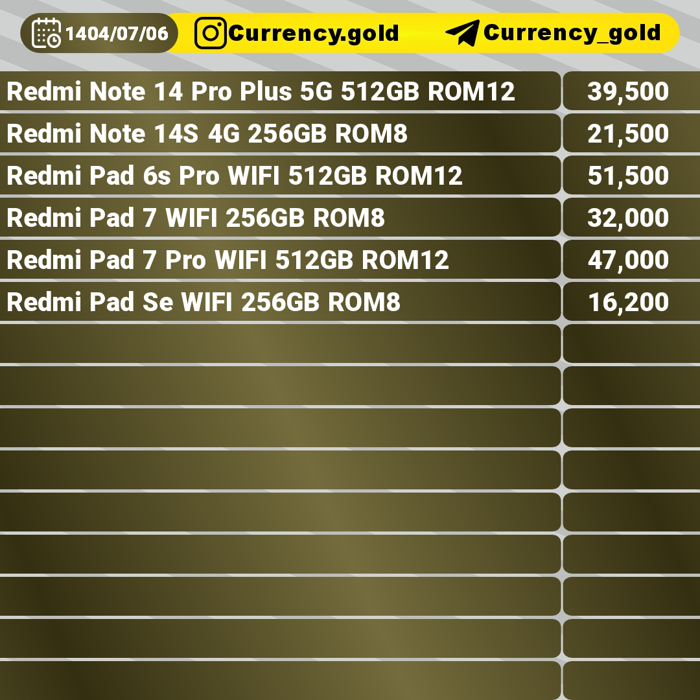 1404/07/06 Currency.gold Currency_gold
Redmi Note 14 Pro Plus 5G 512GB ROM12 39,500
Redmi Note 14S 4G 256GB ROM8 21,500
Redmi Pad 6s Pro WIFI 512GB ROM12 51,500
Redmi Pad 7 WIFI 256GB ROM8 32,000
Redmi Pad 7 Pro WIFI 512GB ROM12 47,000
Redmi Pad Se WIFI 256GB ROM8 16,200